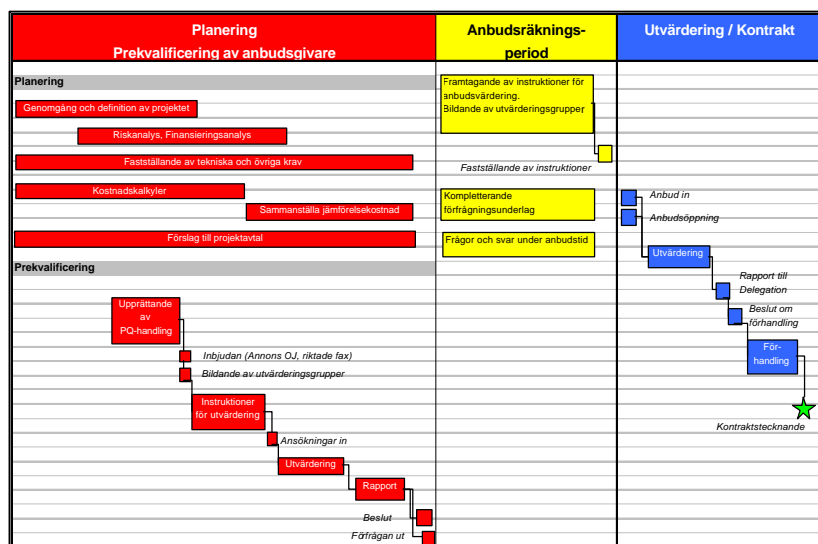 Planering
Prekvalificering av anbudsgivare
Anbudsräknings-
period
Utvärdering / Kontrakt
Planering
Genomgång och definition av projektet
Riskanalys, Finansieringsanalys
Fastställande av tekniska och övriga krav
Kostnadskalkyler
Sammanställa jämförelsekostnad
Förslag till projektavtal
Prekvalificering
Upprättande
av
PQ-handling
Inbjudan (Annons OJ, riktade fax)
Bildande av utvärderingsgrupper
Instruktioner
för utvärdering
Ansökningar in
Utvärdering
Rapport
Beslut
Förfrågan ut
Framtagande av instruktioner för
anbudsvärdering.
Bildande av utvärderingsgrupper
Fastställande av instruktioner
Kompletterande
förfrågningsunderlag
Frågor och svar under anbudstid
Anbud in
Anbudsöppning
Utvärdering
Rapport till
Delegation
Beslut om
förhandling
För-
handling
Kontraktstecknande